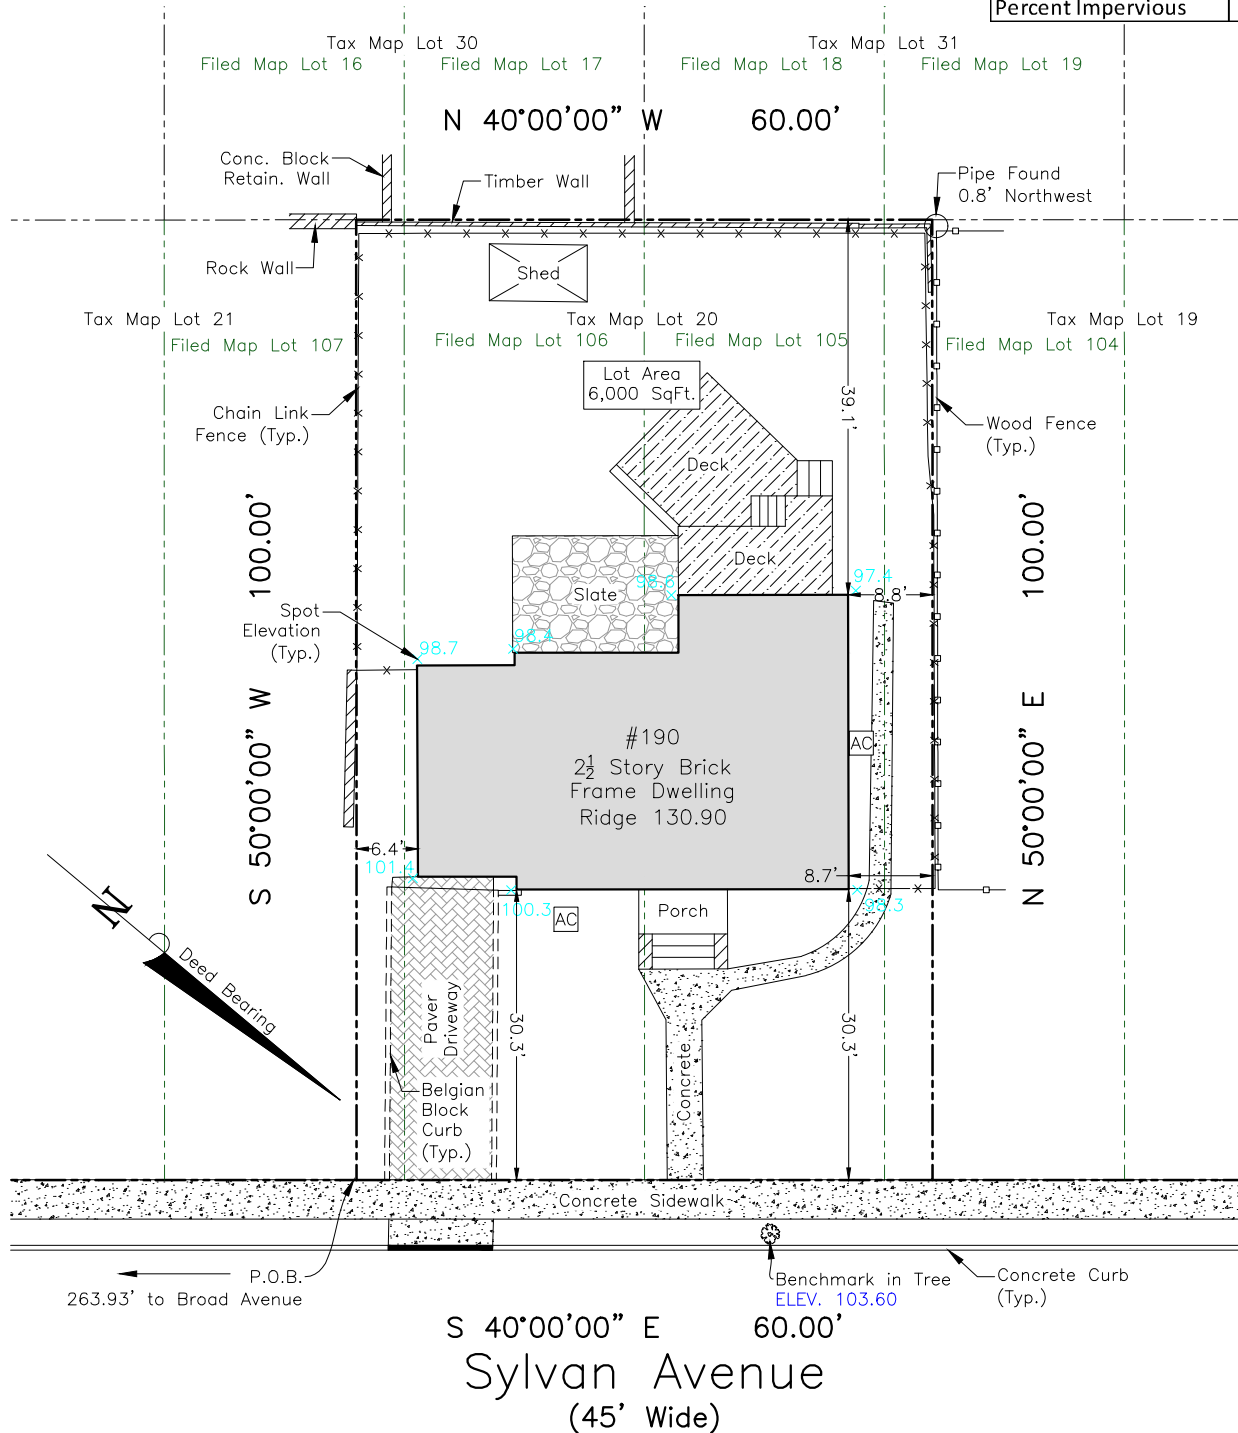 Percent Impervious
Tax Map Lot 30
Tax Map Lot 31
Filed Map Lot 16
Filed Map Lot 17
Filed Map Lot 18
Filed Map Lot 19
N 40°00'00" W 60.00'
Conc. Block
Retain. Wall
Timber Wall
Pipe Found
0.8' Northwest
Rock Wall
Shed
Tax Map Lot 21
Tax Map Lot 20
Tax Map Lot 19
Filed Map Lot 107
Filed Map Lot 106
Filed Map Lot 105
Filed Map Lot 104
Lot Area
6,000 SqFt.
39.1'
Chain Link
Fence (Typ.)
Wood Fence
(Typ.)
Deck
Deck
S 50°00'00" W 100.00'
N 50°00'00" E 100.00'
98.6
97.4
8.8'
Slate
Spot
Elevation
(Typ.)
98.7
#190
2½ Story Brick
Frame Dwelling
Ridge 130.90
AC
6.4'
101.4
8.7'
100.3
98.3
AC
Porch
N
Deed Bearing
Paver
Driveway
30.3'
30.3'
Concrete
Belgian
Block
Curb
(Typ.)
Concrete Sidewalk
P.O.B.
263.93' to Broad Avenue
Benchmark in Tree
ELEV. 103.60
Concrete Curb
(Typ.)
S 40°00'00" E 60.00'
Sylvan Avenue
(45' Wide)